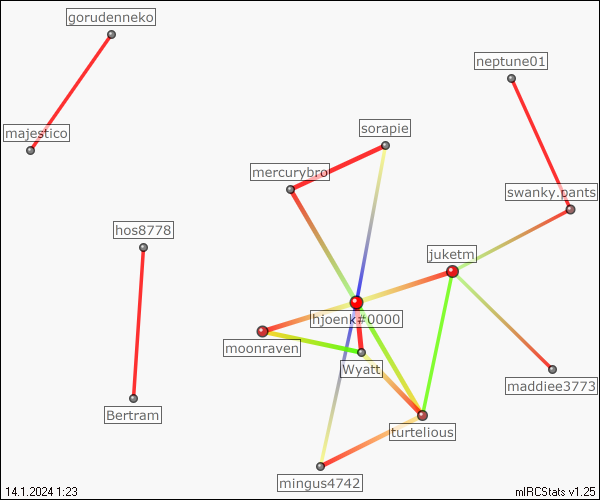 gorudenneko
neptune01
majestico
sorapie
mercurybro
swanky.pants
hos8778
juketm
hjoenk#0000
moonraven
Wyatt
maddiee3773
Bertram
turtelious
mingus4742
14.1.2024 1:23
mIRCStats v1.25